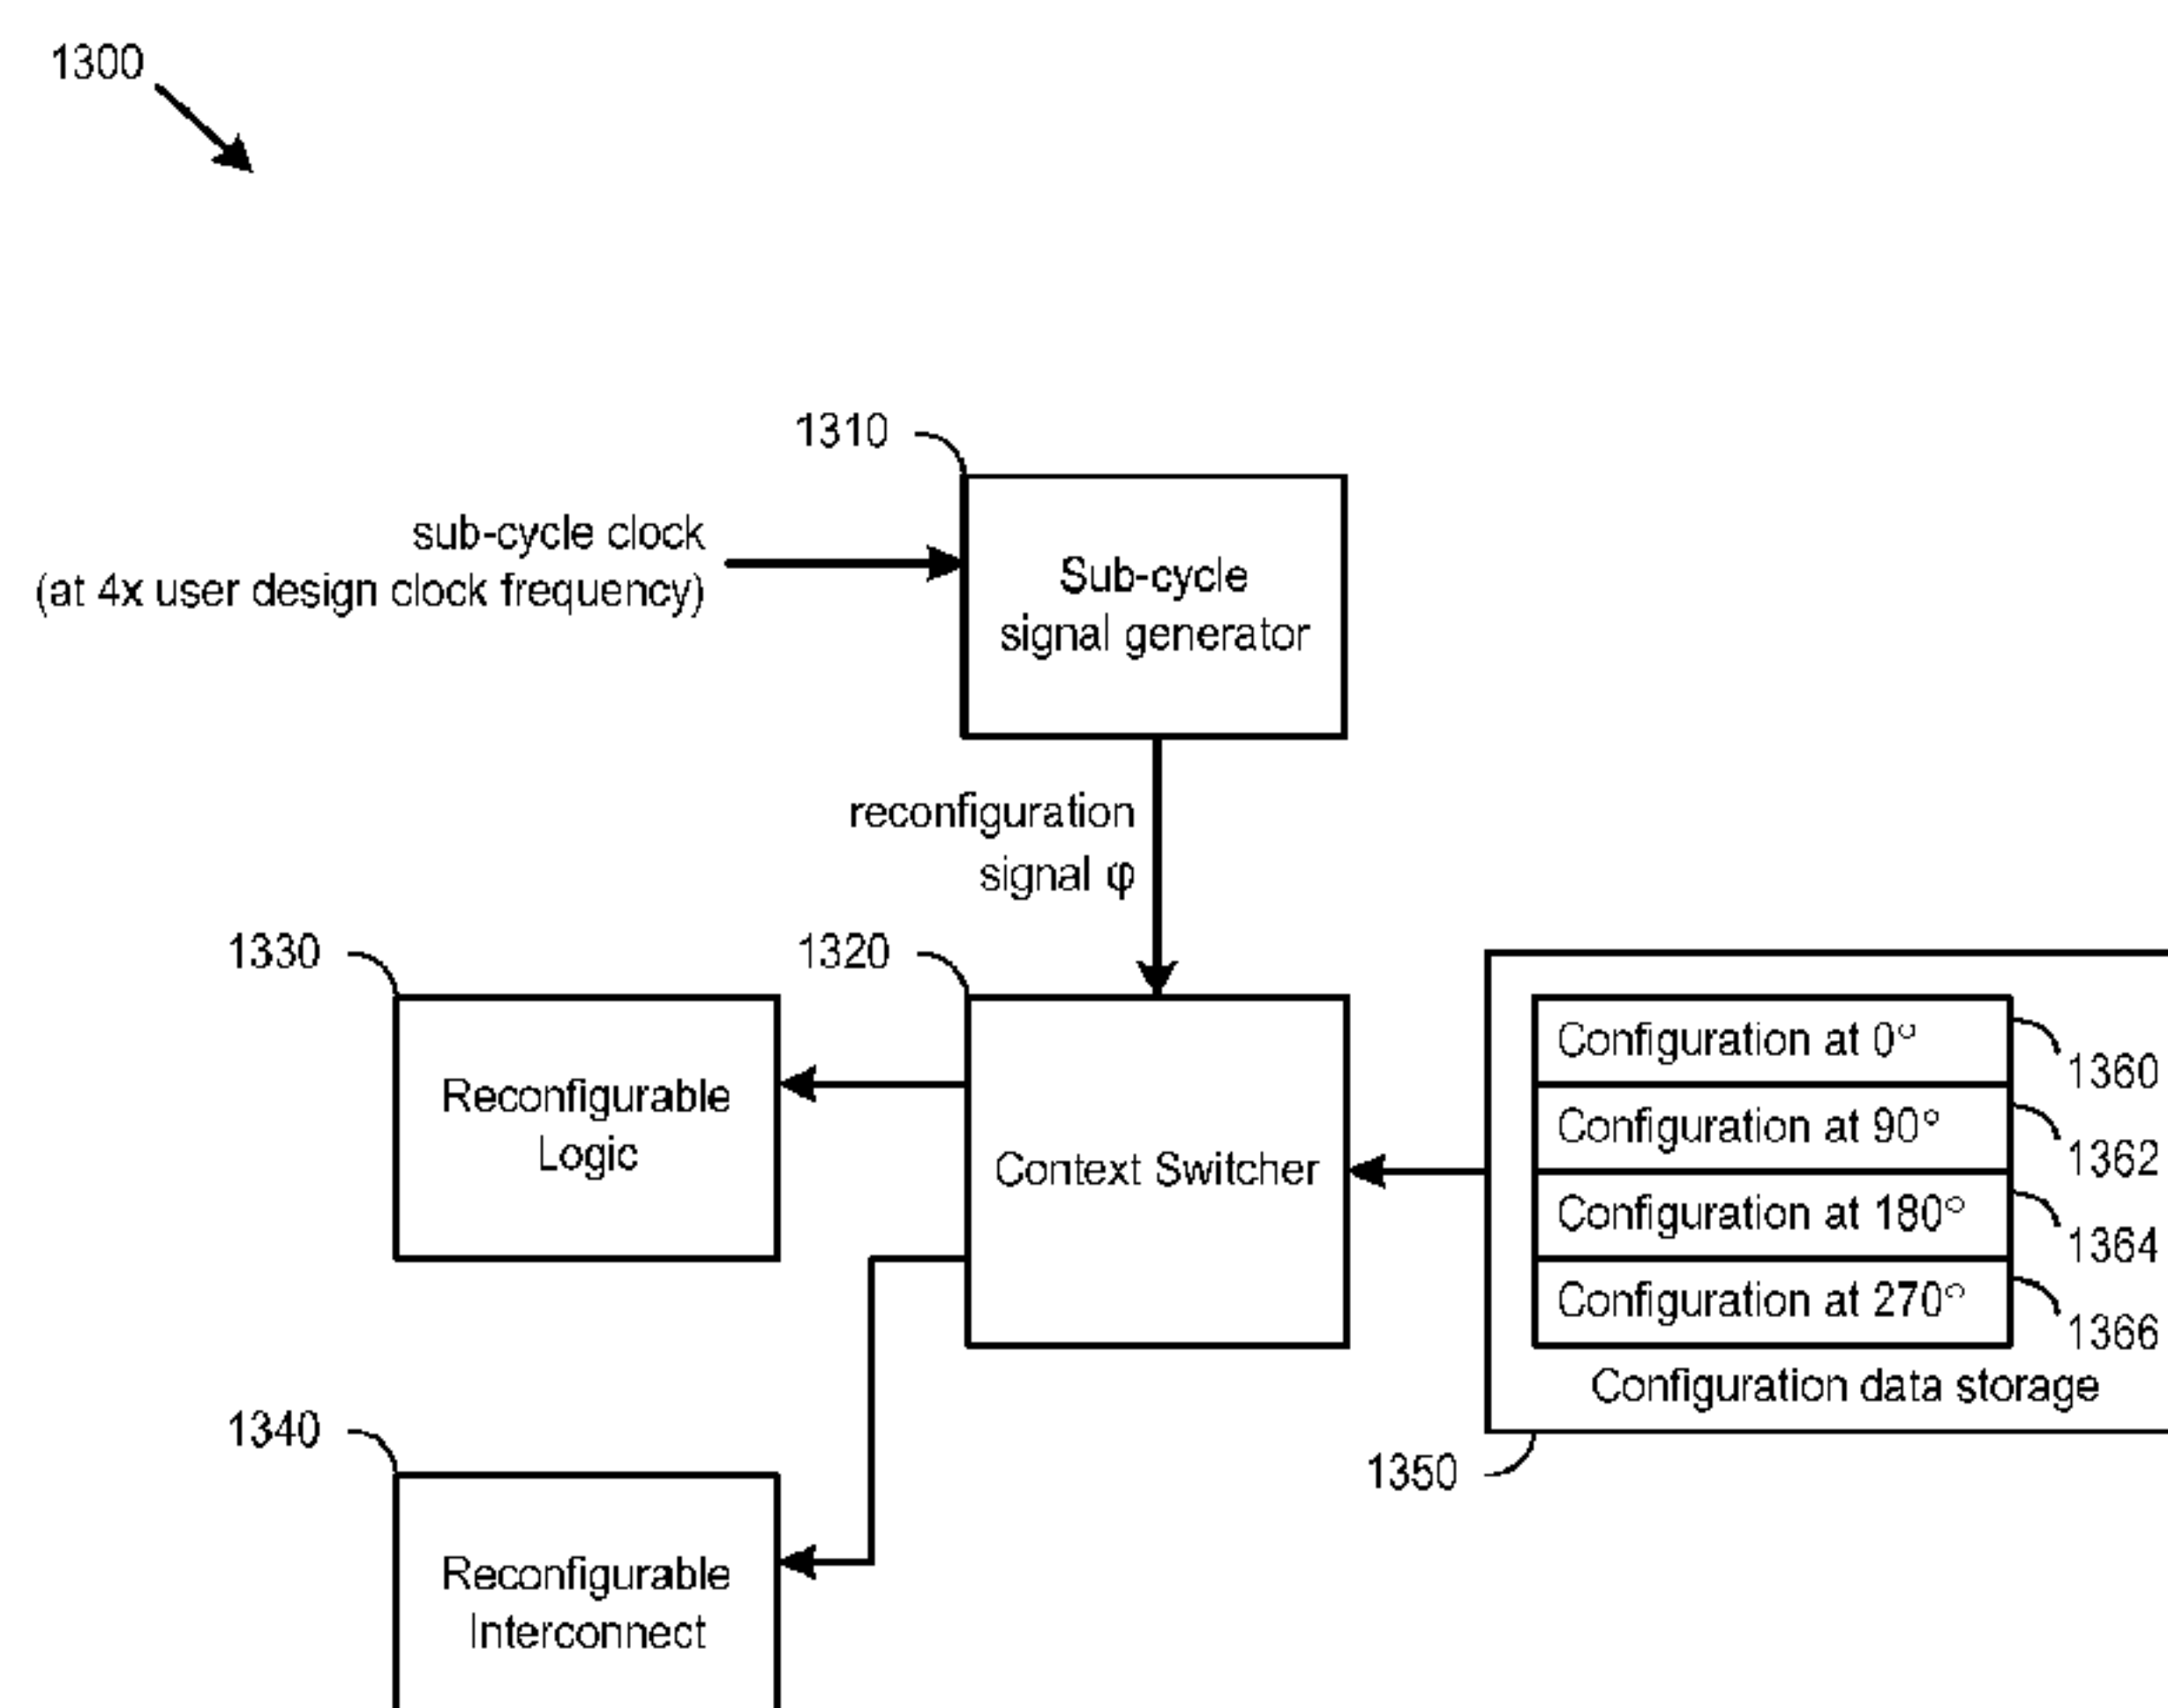 1300
1310
sub-cycle clock
(at 4x user design clock frequency)
Sub-cycle
signal generator
reconfiguration
signal φ
1330
1320
Reconfigurable
Logic
Context Switcher
Configuration at 0°
1360
Configuration at 90°
1362
Configuration at 180°
1364
Configuration at 270°
1366
Configuration data storage
1350
1340
Reconfigurable
Interconnect